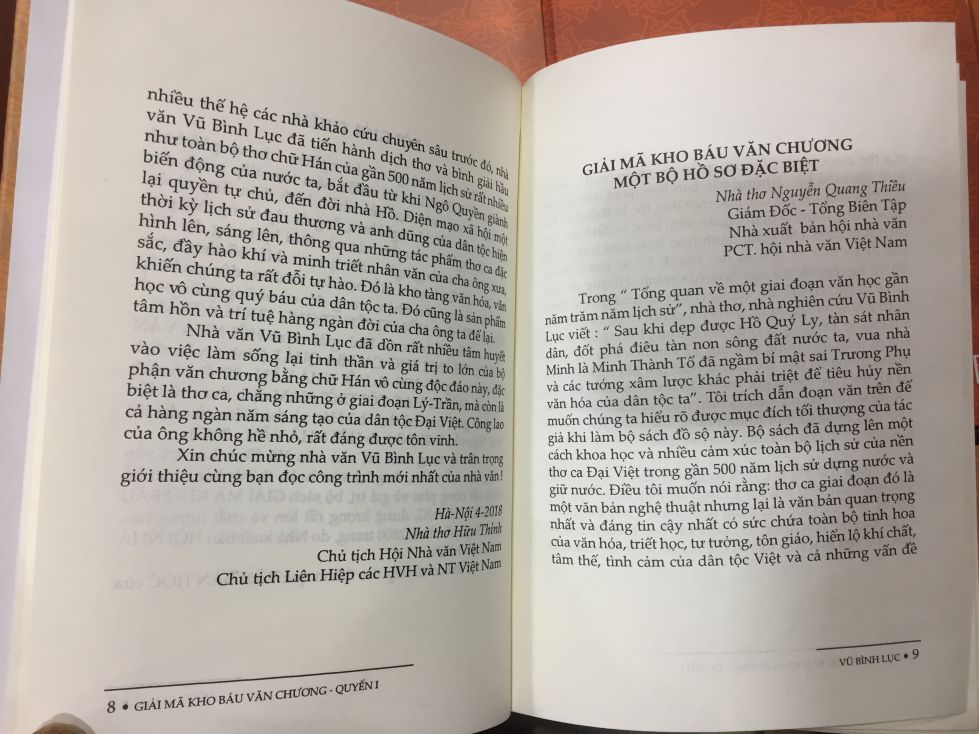 nhiều thế hệ các nhà khảo cứu chuyên sâu trước đó, nhà
văn Vũ Bình Lục đã tiến hành dịch thơ và bình giải hầu
như toàn bộ thơ chữ Hán của gần 500 năm lịch sử rất nhiều
biến động của nước ta, bắt đầu từ khi Ngô Quyền giành
lại quyền tự chủ, đến đời nhà Hồ. Diện mạo xã hội một
thời kỳ lịch sử đau thương và anh dũng của dân tộc hiện
hình lên, sáng lên, thông qua những tác phẩm thơ ca đặc
sắc, đầy hào khí và minh triết nhân văn của cha ông xưa,
khiến chúng ta rất đỗi tự hào. Đó là kho tàng văn hóa, văn
học vô cùng quý báu của dân tộc ta. Đó cũng là sản phẩm
tâm hồn và trí tuệ hàng ngàn đời của cha ông ta để lại.
Nhà văn Vũ Bình Lục đã dồn rất nhiều tâm huyết
vào việc làm sống lại tinh thần và giá trị to lớn của bộ
phận văn chương bằng chữ Hán vô cùng độc đáo này, đặc
biệt là thơ ca, chẳng những ở giai đoạn Lý-Trần, mà còn là
cả hàng ngàn năm sáng tạo của dân tộc Đại Việt. Công lao
của ông không hề nhỏ, rất đáng được tôn vinh.
Xin chúc mừng nhà văn Vũ Bình Lục và trân trọng
giới thiệu cùng bạn đọc công trình mới nhất của nhà văn !
Hà-Nội 4-2018
Nhà thơ Hữu Thỉnh
Chủ tịch Hội Nhà văn Việt Nam
Chủ tịch Liên Hiệp các HVH và NT Việt Nam
8 • GIẢI MÃ KHO BÁU VĂN CHƯƠNG - QUYỂN I
GIẢI MÃ KHO BÁU VĂN CHƯƠNG
MỘT BỘ HỒ SƠ ĐẶC BIỆT
Nhà thơ Nguyễn Quang Thiều
Giám Đốc - Tổng Biên Tập
Nhà xuất bản hội nhà văn
PCT. hội nhà văn Việt Nam
Trong “ Tổng quan về một giai đoạn văn học gần
năm trăm năm lịch sử”, nhà thơ, nhà nghiên cứu Vũ Bình
Lục viết : “ Sau khi dẹp được Hồ Quý Ly, tàn sát nhân
dân, đốt phá điêu tàn non sông đất nước ta, vua nhà
Minh là Minh Thành Tổ đã ngầm bí mật sai Trương Phụ
và các tướng xâm lược khác phải triệt để tiêu hủy nền
văn hóa của dân tộc ta”. Tôi trích dẫn đoạn văn trên để
muốn chúng ta hiểu rõ được mục đích tối thượng của tác
giả khi làm bộ sách đồ sộ này. Bộ sách đã dựng lên một
cách khoa học và nhiều cảm xúc toàn bộ lịch sử của nền
thơ ca Đại Việt trong gần 500 năm lịch sử dựng nước và
giữ nước. Điều tôi muốn nói rằng: thơ ca giai đoạn đó là
một văn bản nghệ thuật nhưng lại là văn bản quan trọng
nhất và đáng tin cậy nhất có sức chứa toàn bộ tinh hoa
của văn hóa, triết học, tư tưởng, tôn giáo, hiển lộ khí chất,
tâm thế, tình cảm của dân tộc Việt và cả những vấn đề
VŨ BÌNH LỤC • 9